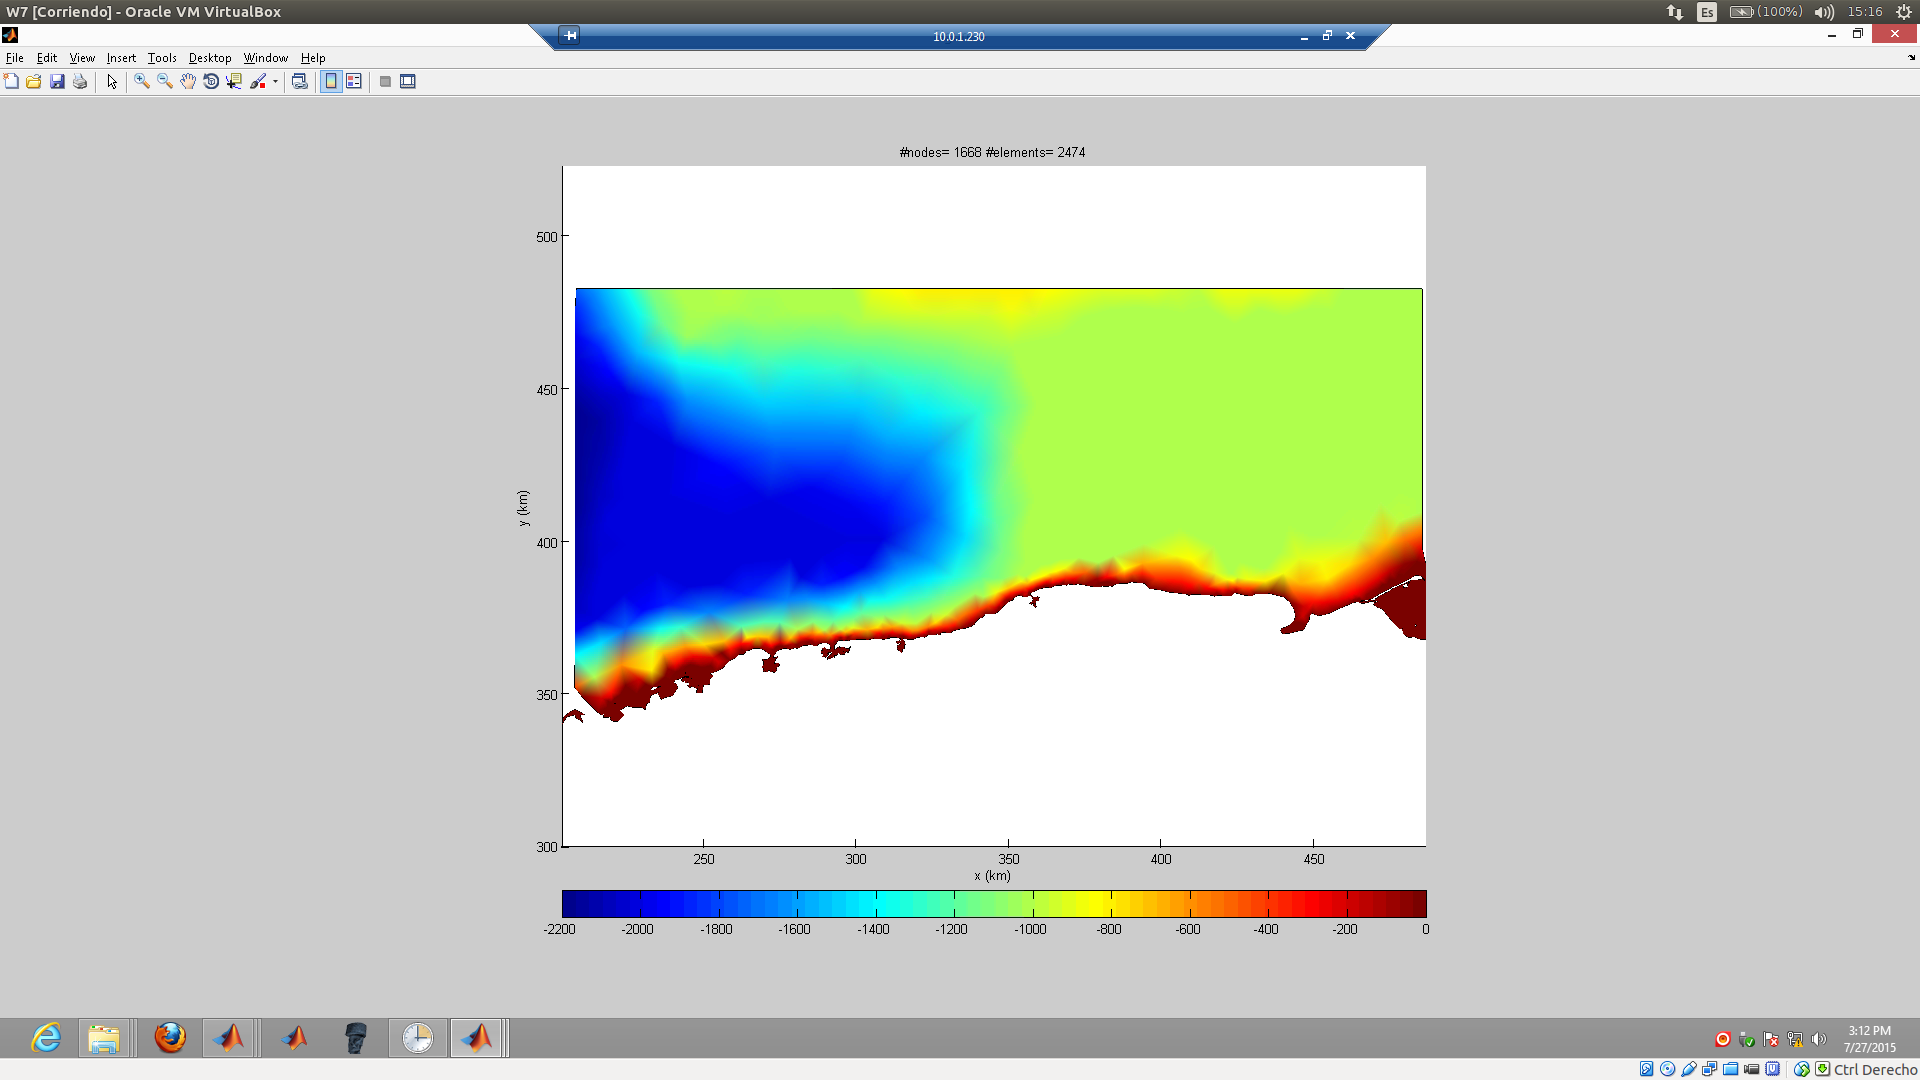 W7 [Corriendo] - Oracle VM VirtualBox
Es (100%) 15:16
10.0.1.230
File Edit View Insert Tools Desktop Window Help
#nodes= 1668 #elements= 2474
500
450
400
350
300
y (km)
250 300 350 400 450
x (km)
-2200 -2000 -1800 -1600 -1400 -1200 -1000 -800 -600 -400 -200 0
3:12 PM
7/27/2015
Ctrl Derecho